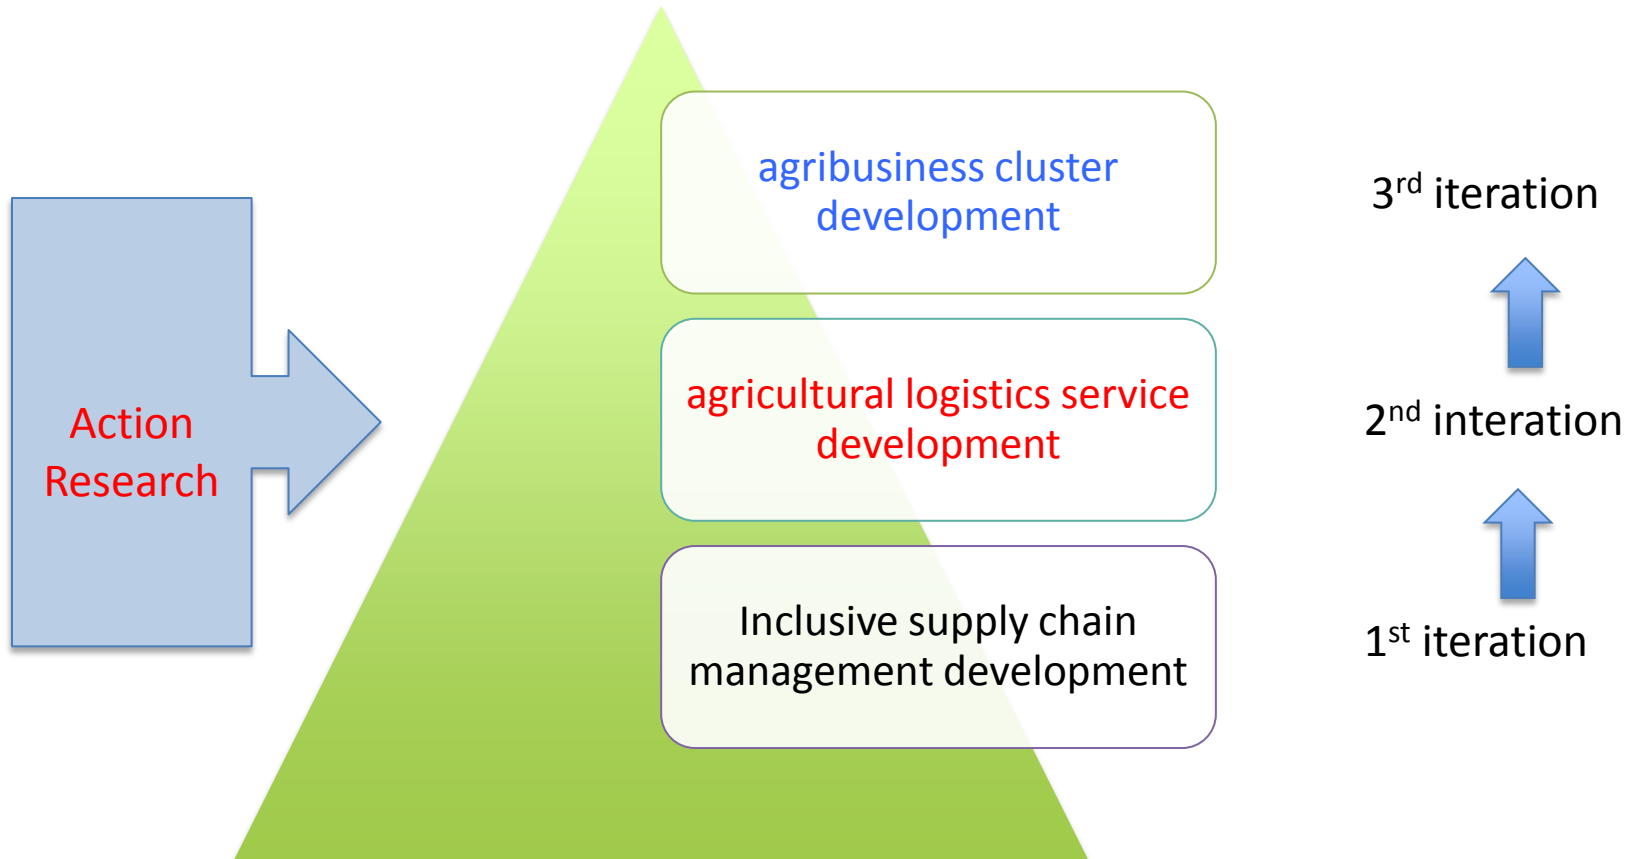 agribusiness cluster
development
3rd iteration
Action
Research
agricultural logistics service
development
2nd interation
Inclusive supply chain
management development
1st iteration